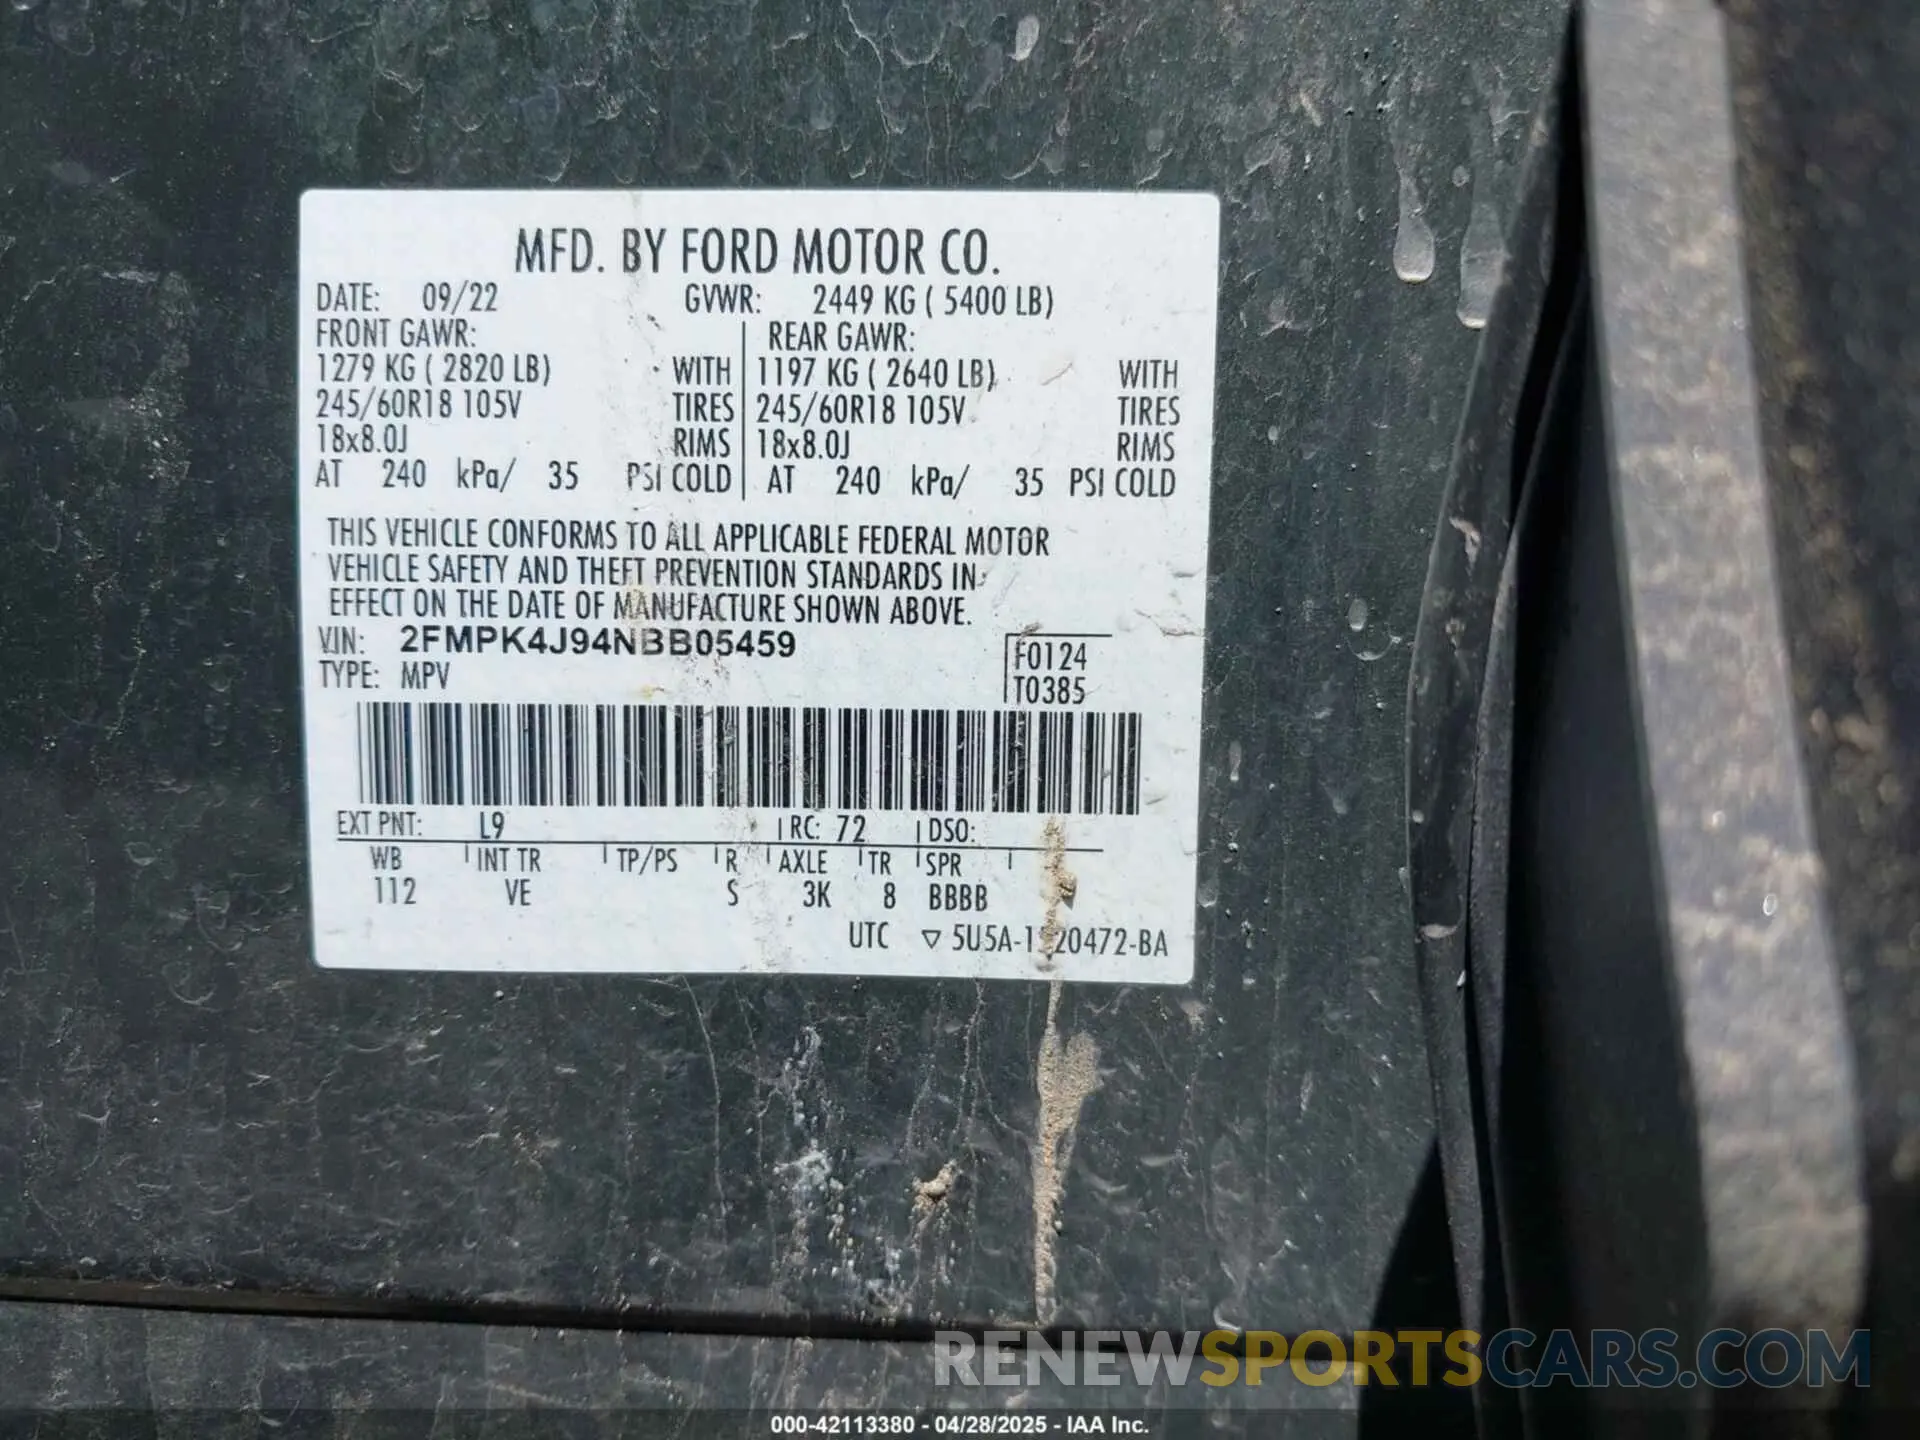 MFD. BY FORD MOTOR CO.
DATE: 09/22 GVWR: 2449 KG ( 5400 LB)
FRONT GAWR: REAR GAWR:
1279 KG ( 2820 LB) WITH 1197 KG ( 2640 LB) WITH
245/60R18 105V TIRES 245/60R18 105V TIRES
18x8.0J RIMS 18x8.0J RIMS
AT 240 kPa/ 35 PSI COLD AT 240 kPa/ 35 PSI COLD
THIS VEHICLE CONFORMS TO ALL APPLICABLE FEDERAL MOTOR
VEHICLE SAFETY AND THEFT PREVENTION STANDARDS IN
EFFECT ON THE DATE OF MANUFACTURE SHOWN ABOVE.
VIN: 2FMPK4J94NBB05459
F0124
TYPE: MPV
T0385
EXT PNT: L9 RC: 72 DSO:
WB INT TR TP/PS R AXLE TR SPR
112 VE S 3K 8 BBBB
UTC ▽
RENEWSPORTSCARS.COM
000-42113380 - 04/28/2025 - IAA Inc.